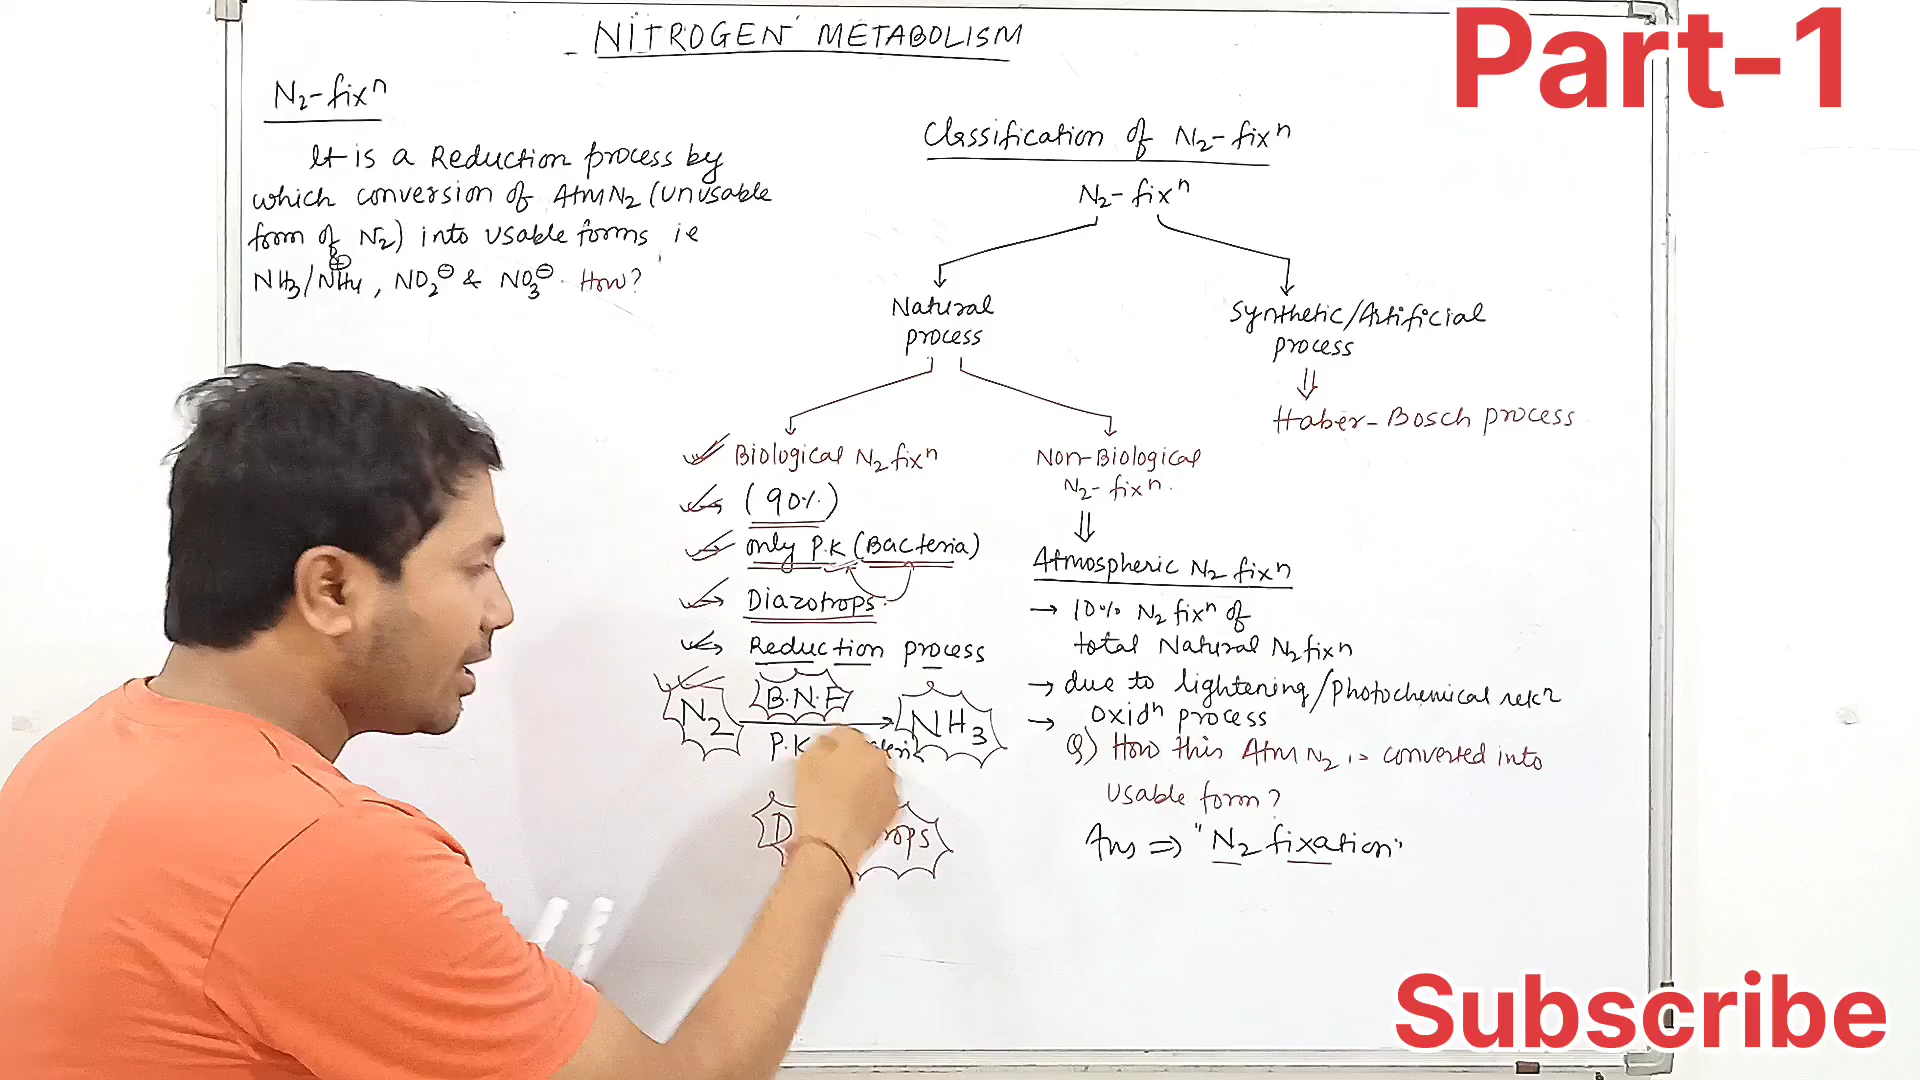 NITROGEN METABOLISM
Part-1
N2-fixⁿ
It is a Reduction process by
which conversion of Atm N2 (unusable
form of N2) into usable forms ie
NH3/NH4⊕, NO2⊖ & NO3⊖. How?
Classification of N2-fixⁿ
N2-fixⁿ
Natural
process
Synthetic/Artificial
process
⇓
Haber-Bosch process
Biological N2 fixⁿ
(90%)
only P.K (Bacteria)
Diazotrops.
Reduction process
B.N.F
N2 → NH3
P.K
Non-Biological
N2-fixⁿ.
⇓
Atmospheric N2 fixⁿ
→ 10% N2 fixⁿ of
total Natural N2 fixⁿ
→ due to lightening/photochemical rexⁿ
→ oxidⁿ process
Q) How this Atm N2 is converted into
usable form?
Ans ⇒ "N2 fixation"
Subscribe